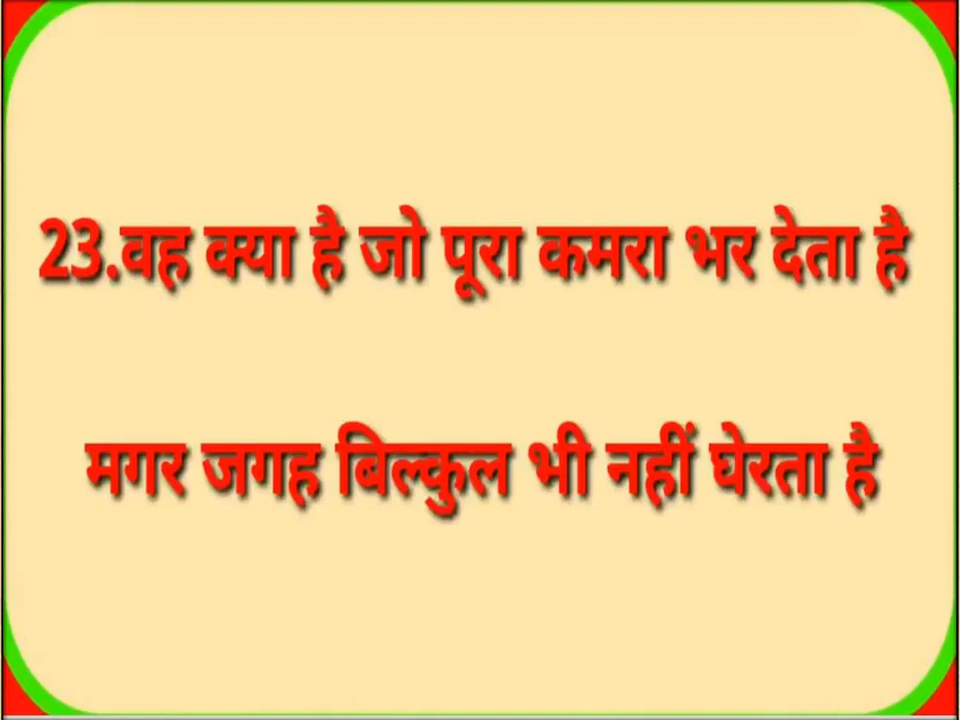 23.वह क्या है जो पूरा कमरा भर देता है
मगर जगह बिल्कुल भी नहीं घेरता है